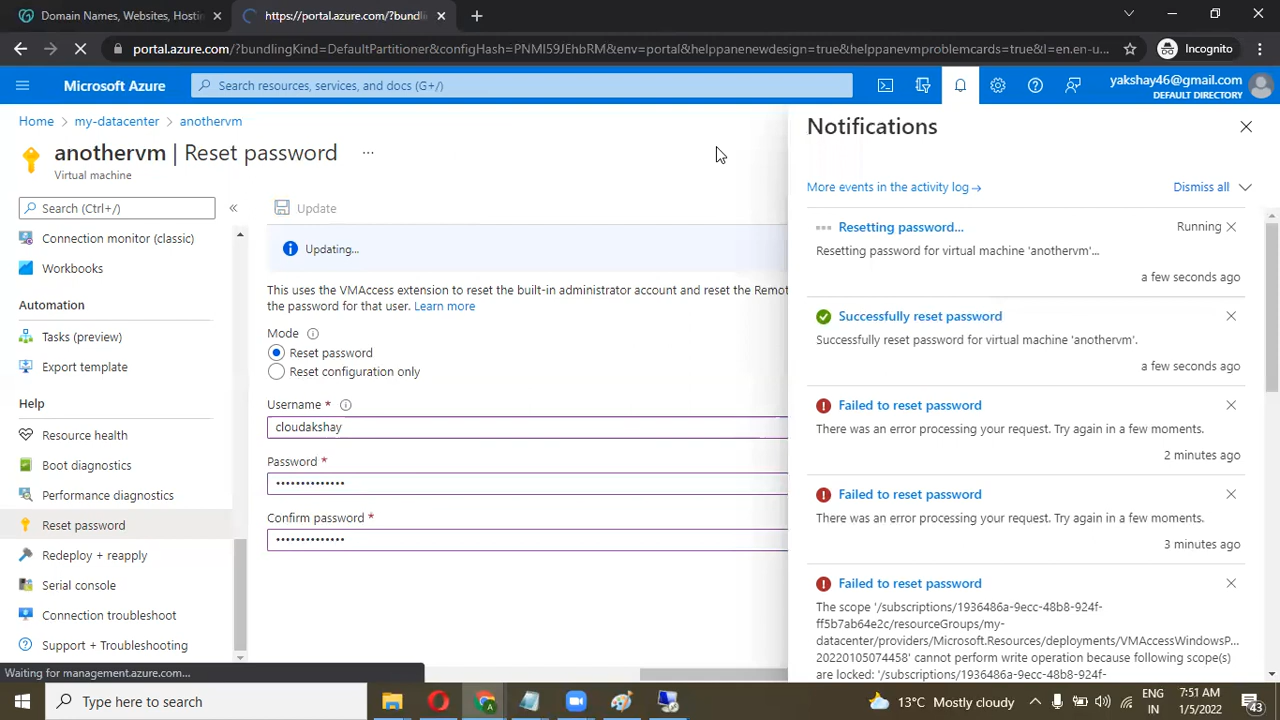 Domain Names, Websites, Hostin
https://portal.azure.com/?bundli
portal.azure.com/?bundlingKind=DefaultPartitioner&configHash=PNMI59JEhbRM&env=portal&helppanenewdesign=true&helppanevmproblemcards=true&l=en.en-u...
Incognito
Microsoft Azure
Search resources, services, and docs (G+/)
yakshay46@gmail.com
DEFAULT DIRECTORY
Home > my-datacenter > anothervm
anothervm | Reset password ...
Virtual machine
Search (Ctrl+/)
«
Connection monitor (classic)
Workbooks
Automation
Tasks (preview)
Export template
Help
Resource health
Boot diagnostics
Performance diagnostics
Reset password
Redeploy + reapply
Serial console
Connection troubleshoot
Support + Troubleshooting
Update
Updating...
This uses the VMAccess extension to reset the built-in administrator account and reset the Remot
the password for that user. Learn more
Mode
Reset password
Reset configuration only
Username *
cloudakshay
Password *
Confirm password *
Notifications
More events in the activity log →
Dismiss all
Resetting password...
Running
Resetting password for virtual machine 'anothervm'...
a few seconds ago
Successfully reset password
Successfully reset password for virtual machine 'anothervm'.
a few seconds ago
Failed to reset password
There was an error processing your request. Try again in a few moments.
2 minutes ago
Failed to reset password
There was an error processing your request. Try again in a few moments.
3 minutes ago
Failed to reset password
The scope '/subscriptions/1936486a-9ecc-48b8-924f-
ff5b7ab64e2c/resourceGroups/my-
datacenter/providers/Microsoft.Resources/deployments/VMAccessWindowsP...
20220105074458' cannot perform write operation because following scope(s)
are locked: '/subscriptions/1936486a-9ecc-48b8-924f-
Waiting for management.azure.com...
Type here to search
13°C Mostly cloudy
ENG
IN
7:51 AM
1/5/2022
43